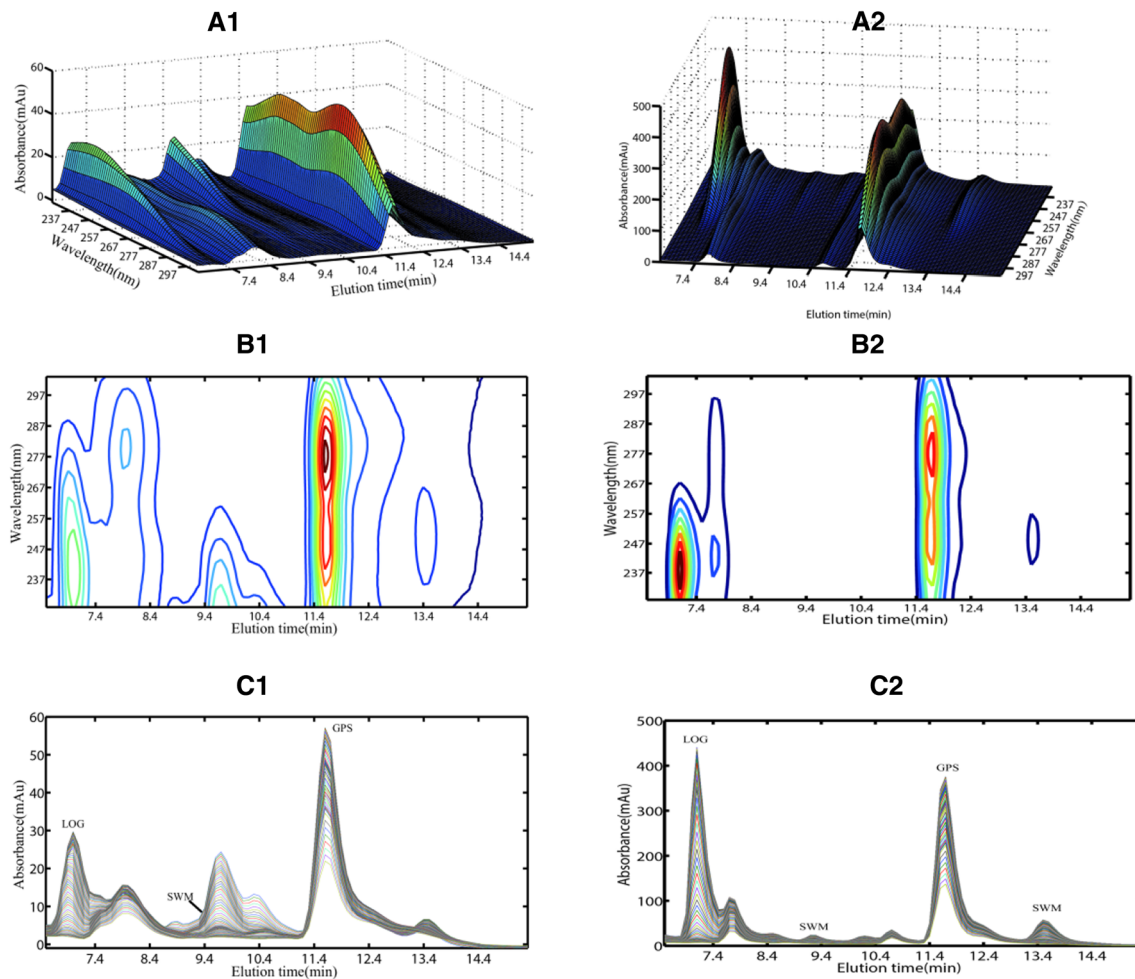 A1
A2
60
40
20
0
Absorbance(mAu)
237
247
257
267
277
287
297
Wavelength(nm)
7.4
8.4
9.4
10.4
11.4
12.4
13.4
14.4
Elution time(min)
500
400
300
200
100
0
Absorbance(mAu)
7.4
8.4
9.4
10.4
11.4
12.4
13.4
14.4
Elution time(min)
237
247
257
267
277
287
297
Wavelength(nm)
B1
B2
297
287
277
267
257
247
237
Wavelength(nm)
7.4 8.4 9.4 10.4 11.4 12.4 13.4 14.4
Elution time(min)
297
287
277
267
257
247
237
Wavelength(nm)
7.4 8.4 9.4 10.4 11.4 12.4 13.4 14.4
Elution time(min)
C1
C2
60
50
40
30
20
10
0
Absorbance(mAu)
LOG
SWM
GPS
7.4 8.4 9.4 10.4 11.4 12.4 13.4 14.4
Elution time(min)
500
400
300
200
100
0
Absorbance(mAu)
LOG
SWM
GPS
SWM
7.4 8.4 9.4 10.4 11.4 12.4 13.4 14.4
Elution time(min)